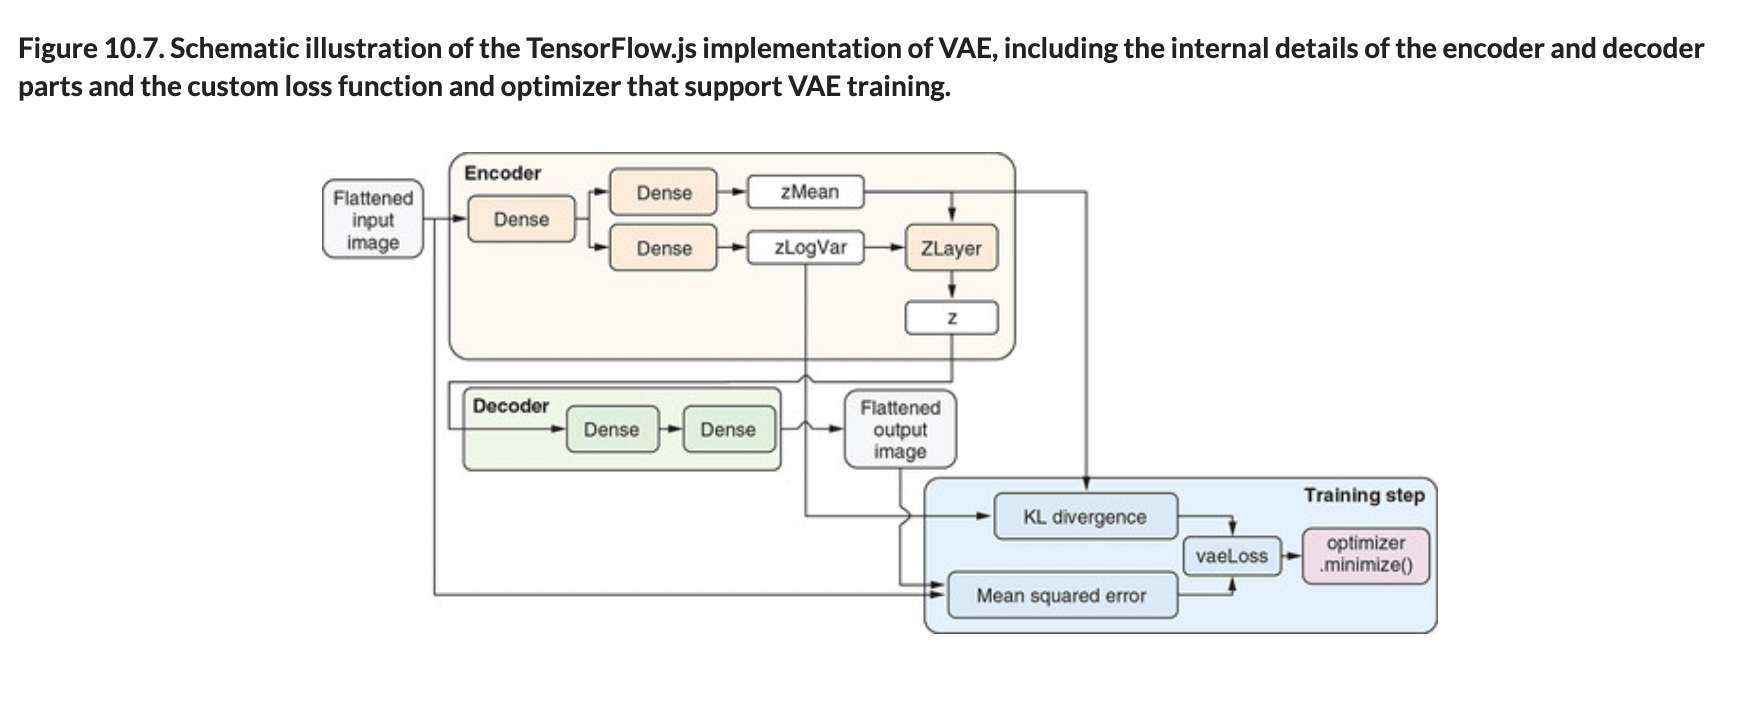 Figure 10.7. Schematic illustration of the TensorFlow.js implementation of VAE, including the internal details of the encoder and decoder
parts and the custom loss function and optimizer that support VAE training.
Flattened
input
image
Encoder
Dense
Dense
zMean
Dense
zLogVar
ZLayer
z
Decoder
Dense
Dense
Flattened
output
image
Training step
KL divergence
vaeLoss
optimizer
.minimize()
Mean squared error